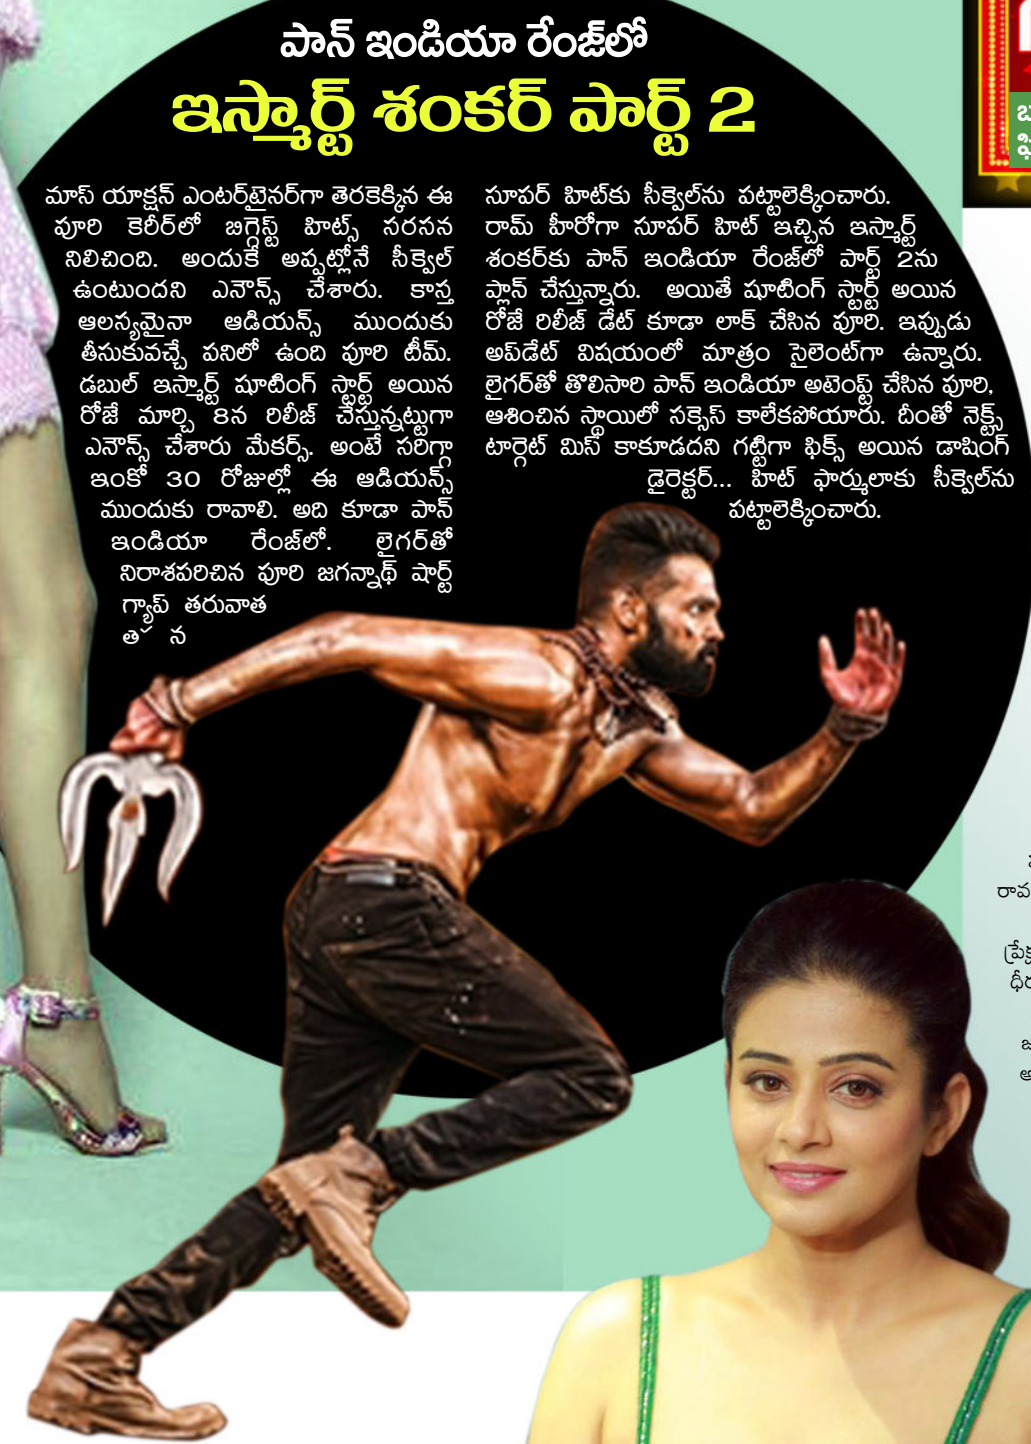 పాన్ ఇండియా రేంజ్‌లో
ఇస్మార్ట్ శంకర్ పార్ట్ 2
మాస్ యాక్షన్ ఎంటర్‌టైనర్‌గా తెరకెక్కిన ఈ
పూరి కెరీర్‌లో బిగ్గెస్ట్ హిట్స్ సరసన
నిలిచింది. అందుకే అప్పట్లోనే సీక్వెల్
ఉంటుందని ఎనౌన్స్ చేశారు. కాస్త
ఆలస్యమైనా ఆడియన్స్ ముందుకు
తీసుకువచ్చే పనిలో ఉంది పూరి టీమ్.
డబుల్ ఇస్మార్ట్ షూటింగ్ స్టార్ట్ అయిన
రోజే మార్చి 8న రిలీజ్ చేస్తున్నట్టుగా
ఎనౌన్స్ చేశారు మేకర్స్. అంటే సరిగ్గా
ఇంకో 30 రోజుల్లో ఈ ఆడియన్స్
ముందుకు రావాలి. అది కూడా పాన్
ఇండియా రేంజ్‌లో. లైగర్‌తో
నిరాశపరిచిన పూరి జగన్నాథ్ షార్ట్
గ్యాప్ తరువాత
త న
సూపర్ హిట్‌కు సీక్వెల్‌ను పట్టాలెక్కించారు.
రామ్ హీరోగా సూపర్ హిట్ ఇచ్చిన ఇస్మార్ట్
శంకర్‌కు పాన్ ఇండియా రేంజ్‌లో పార్ట్ 2ను
ప్లాన్ చేస్తున్నారు. అయితే షూటింగ్ స్టార్ట్ అయిన
రోజే రిలీజ్ డేట్ కూడా లాక్ చేసిన పూరి. ఇప్పుడు
అప్‌డేట్ విషయంలో మాత్రం సైలెంట్‌గా ఉన్నారు.
లైగర్‌తో తొలిసారి పాన్ ఇండియా అటెంప్ట్ చేసిన పూరి,
ఆశించిన స్థాయిలో సక్సెస్ కాలేకపోయారు. దీంతో నెక్ట్స్
టార్గెట్ మిస్ కాకూడదని గట్టిగా ఫిక్స్ అయిన డాషింగ్
డైరెక్టర్... హిట్ ఫార్ములాకు సీక్వెల్‌ను
పట్టాలెక్కించారు.